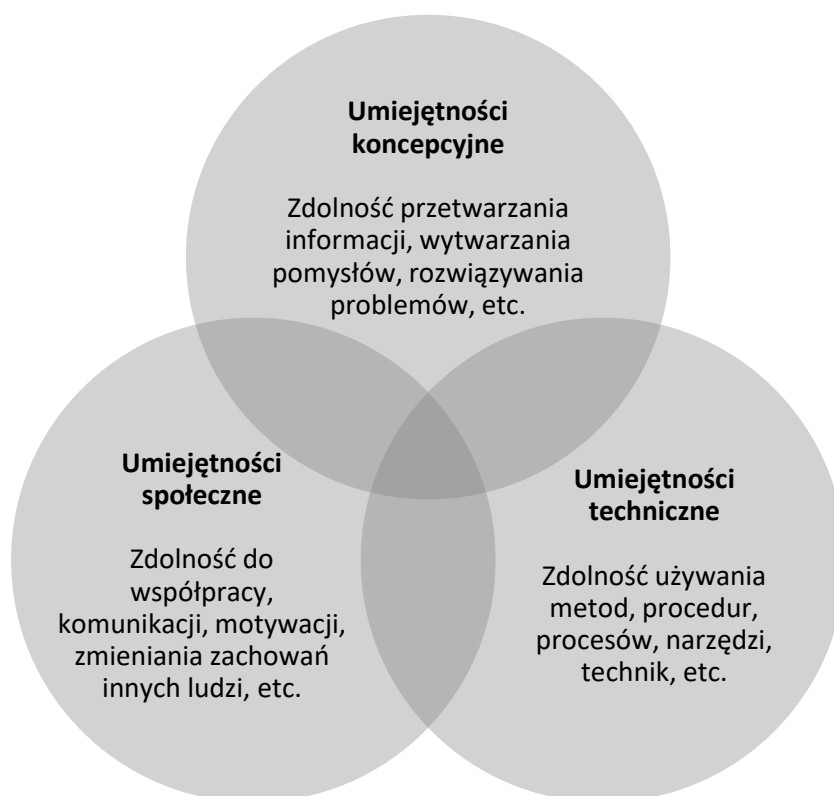 Umiejętności
koncepcyjne
Zdolność przetwarzania
informacji, wytwarzania
pomysłów, rozwiązywania
problemów, etc.
Umiejętności
społeczne
Zdolność do
współpracy,
komunikacji, motywacji,
zmieniania zachowań
innych ludzi, etc.
Umiejętności
techniczne
Zdolność używania
metod, procedur,
procesów, narzędzi,
technik, etc.